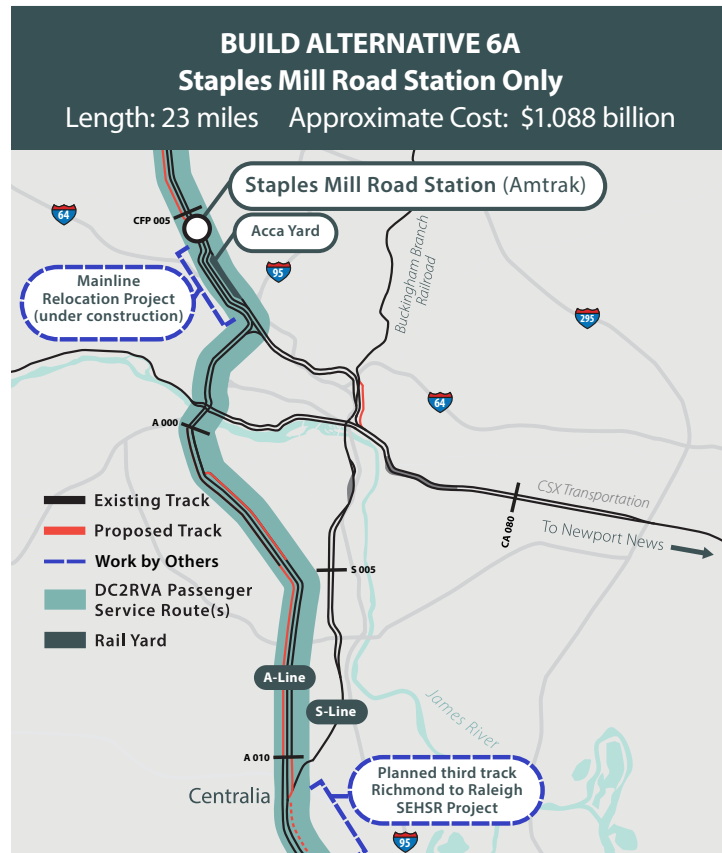 BUILD ALTERNATIVE 6A
Staples Mill Road Station Only
Length: 23 miles Approximate Cost: $1.088 billion
Staples Mill Road Station (Amtrak)
CFP 005
64
Acca Yard
95
Buckingham Branch
Railroad
Mainline
Relocation Project
(under construction)
295
64
A 000
CSX Transportation
CA 080
To Newport News
Existing Track
Proposed Track
Work by Others
DC2RVA Passenger
Service Route(s)
Rail Yard
S 005
A-Line
S-Line
James River
A 010
Centralia
Planned third track
Richmond to Raleigh
SEHSR Project
95